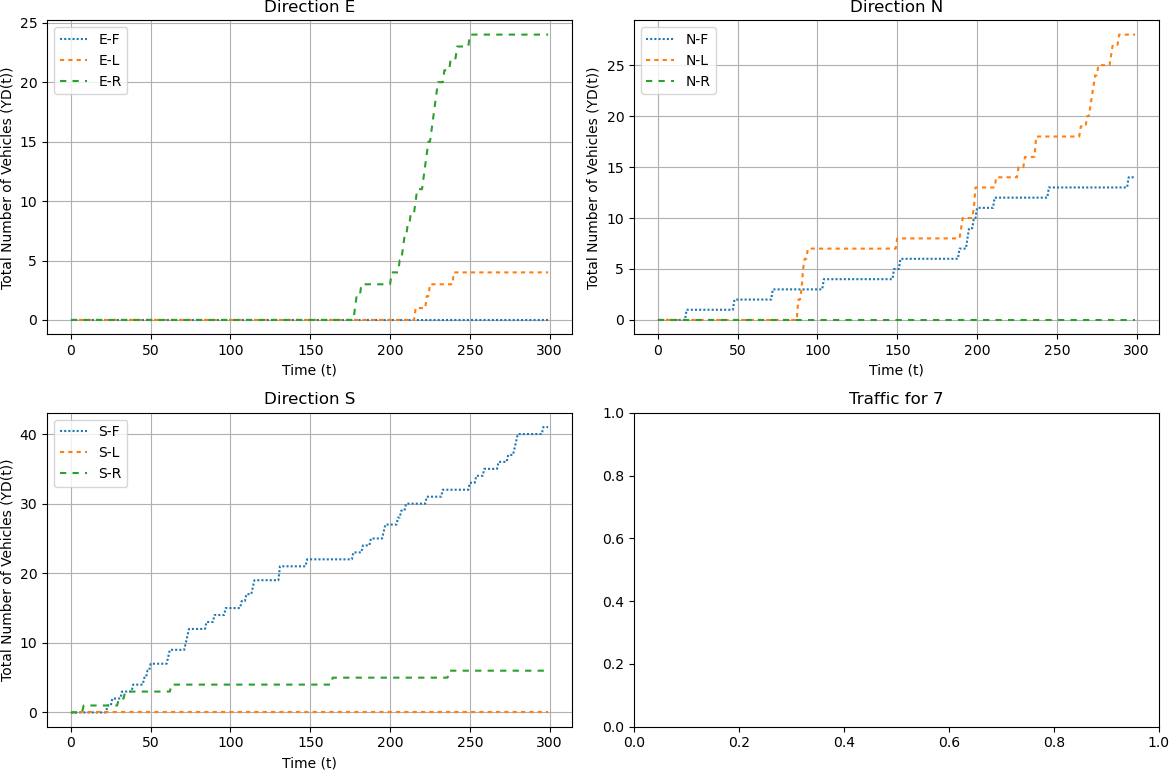 Direction E
Total Number of Vehicles (YD(t))
25
20
15
10
5
0
E-F
E-L
E-R
0 50 100 150 200 250 300
Time (t)
Direction N
Total Number of Vehicles (YD(t))
25
20
15
10
5
0
N-F
N-L
N-R
0 50 100 150 200 250 300
Time (t)
Direction S
Total Number of Vehicles (YD(t))
40
30
20
10
0
S-F
S-L
S-R
0 50 100 150 200 250 300
Time (t)
Traffic for 7
1.0
0.8
0.6
0.4
0.2
0.0
0.0 0.2 0.4 0.6 0.8 1.0